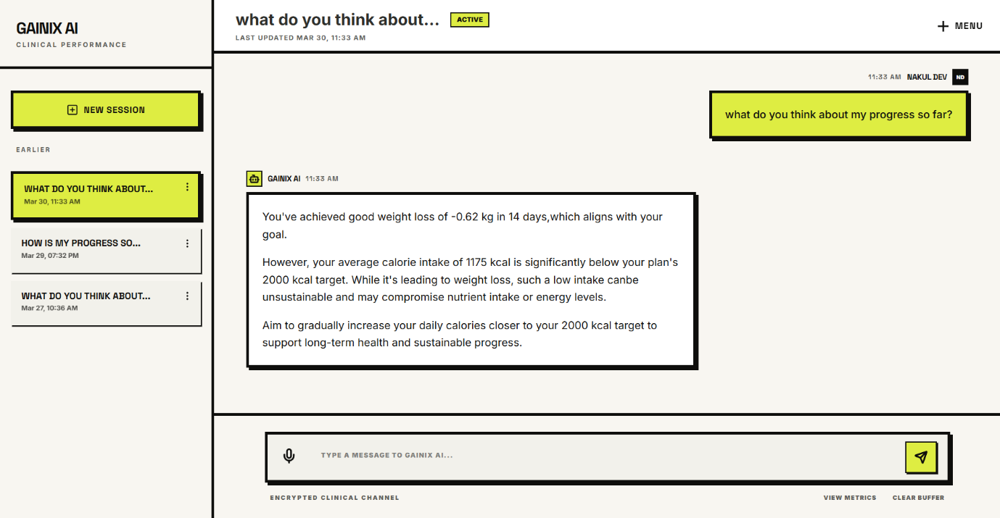 GAINIX AI
CLINICAL PERFORMANCE
NEW SESSION
EARLIER
WHAT DO YOU THINK ABOUT...
Mar 30, 11:33 AM
HOW IS MY PROGRESS SO...
Mar 29, 07:32 PM
WHAT DO YOU THINK ABOUT...
Mar 27, 10:36 AM
what do you think about...
ACTIVE
LAST UPDATED MAR 30, 11:33 AM
MENU
11:33 AM NAKUL DEV ND
what do you think about my progress so far?
GAINIX AI 11:33 AM
You've achieved good weight loss of -0.62 kg in 14 days,which aligns with your
goal.
However, your average calorie intake of 1175 kcal is significantly below your plan's
2000 kcal target. While it's leading to weight loss, such a low intake canbe
unsustainable and may compromise nutrient intake or energy levels.
Aim to gradually increase your daily calories closer to your 2000 kcal target to
support long-term health and sustainable progress.
TYPE A MESSAGE TO GAINIX AI...
ENCRYPTED CLINICAL CHANNEL
VIEW METRICS
CLEAR BUFFER